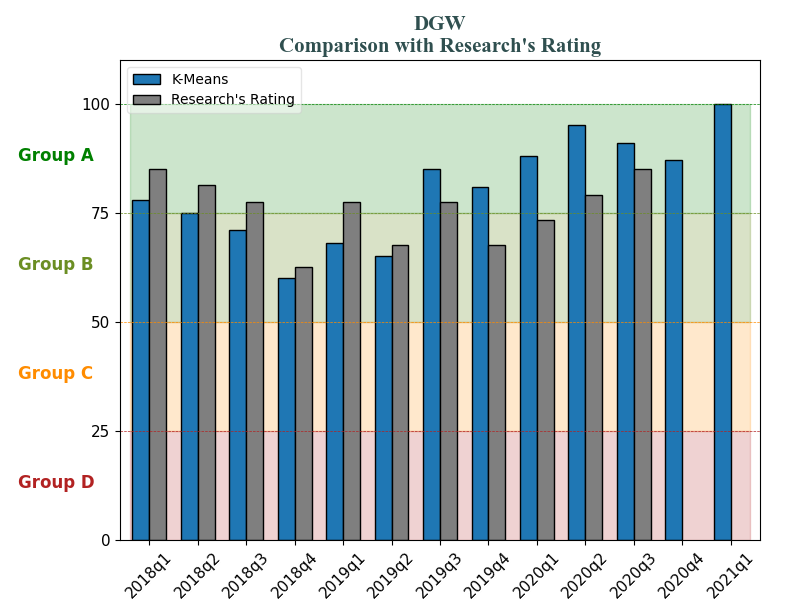 DGW
Comparison with Research's Rating
K-Means
Research's Rating
100
Group A
75
Group B
50
Group C
25
Group D
0
2018q1
2018q2
2018q3
2018q4
2019q1
2019q2
2019q3
2019q4
2020q1
2020q2
2020q3
2020q4
2021q1